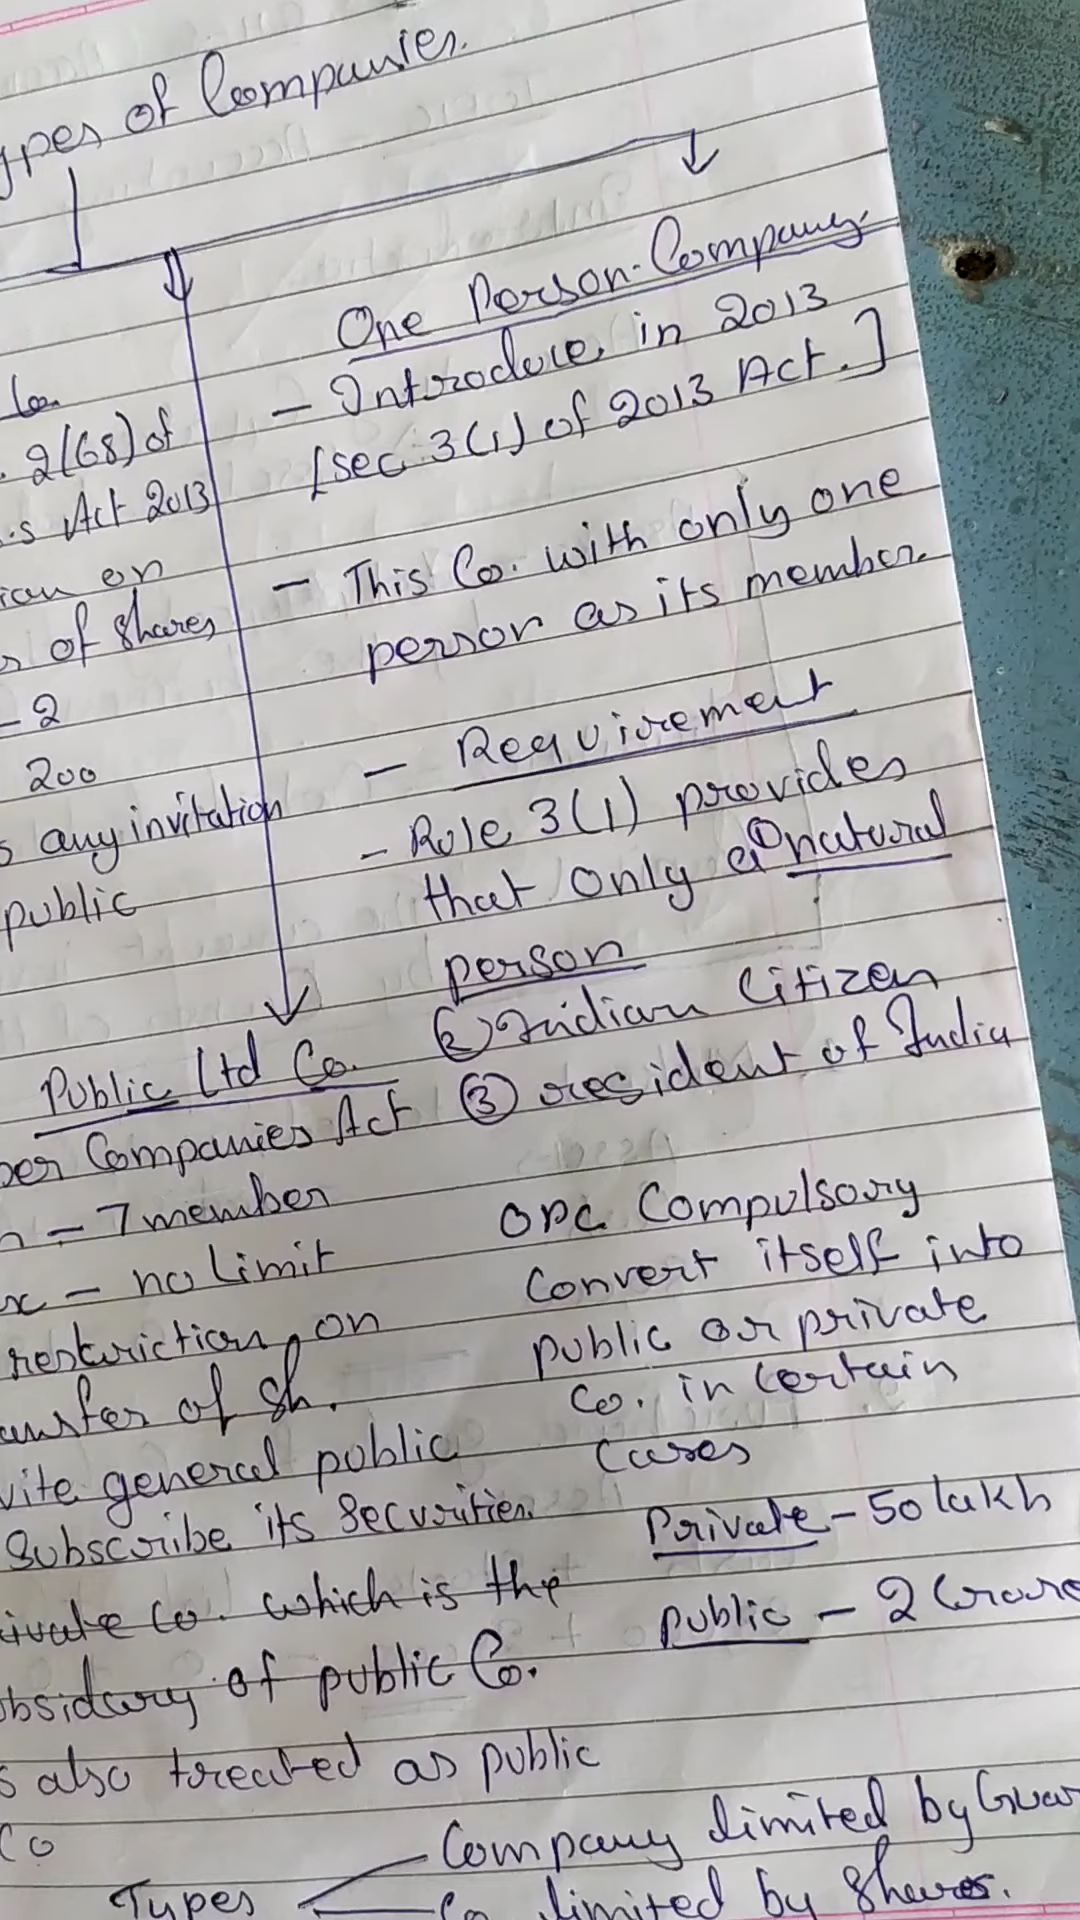 ypes of Companies.
One Person Company
- Introduce in 2013
[sec 3(1) of 2013 Act.]
- This Co. with only one
person as its member.
- Requirement
- Rule 3(1) provides
that only a ① natural
person
② Indian Citizen
③ resident of India
OPC Compulsory
Convert itself into
public or private
Co. in certain
Cases
Private - 50 lakh
public - 2 Crore
Co.
. 2(68) of
s Act 2013
on
s of shares
- 2
200
s any invitation
public
Public Ltd Co.
per Companies Act
n - 7 member
x - no limit
restriction on
ansfer of Sh.
vite general public
Subscribe its Securities.
ivate Co. which is the
bsidary of public Co.
s also treated as public
Co
Types
Company limited by Guar
Co limited by Shares.